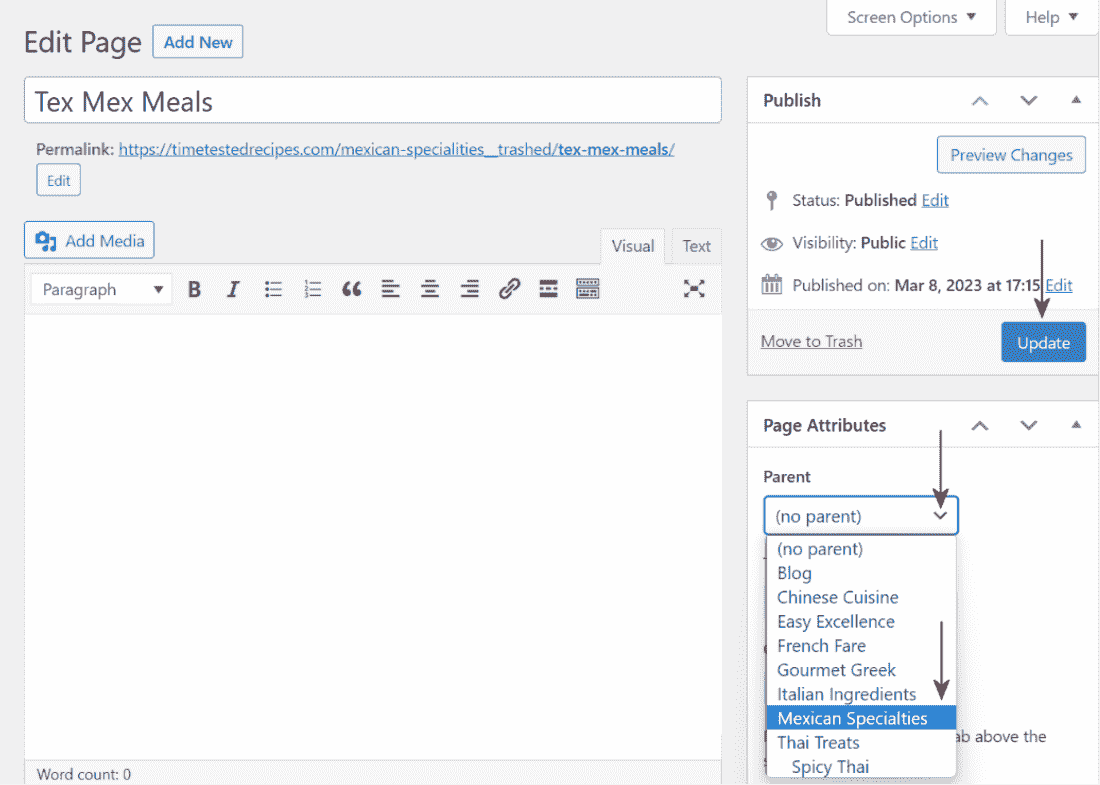 Screen Options
Help
Edit Page
Add New
Tex Mex Meals
Permalink: https://timetestedrecipes.com/mexican-specialities__trashed/tex-mex-meals/
Edit
Add Media
Visual
Text
Paragraph
B
I
Word count: 0
Publish
Preview Changes
Status: Published Edit
Visibility: Public Edit
Published on: Mar 8, 2023 at 17:15 Edit
Move to Trash
Update
Page Attributes
Parent
(no parent)
(no parent)
Blog
Chinese Cuisine
Easy Excellence
French Fare
Gourmet Greek
Italian Ingredients
Mexican Specialties
ab above the
Thai Treats
Spicy Thai